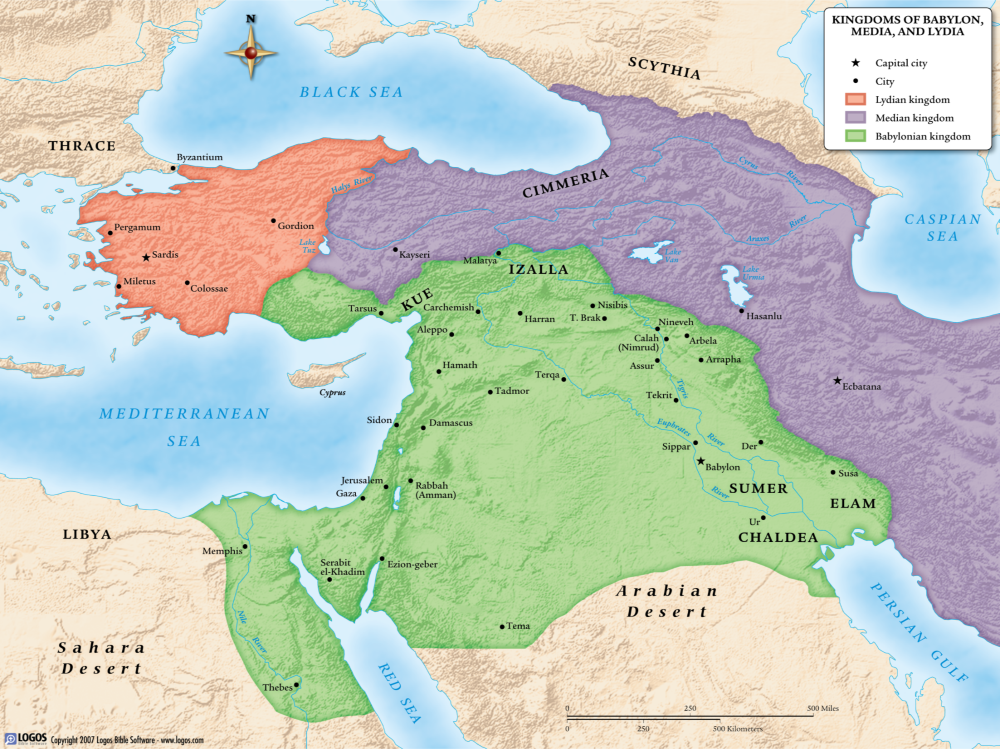 N
KINGDOMS OF BABYLON,
MEDIA, AND LYDIA
Capital city
City
Lydian kingdom
Median kingdom
Babylonian kingdom
SCYTHIA
BLACK SEA
THRACE
Byzantium
Halys River
CIMMERIA
Cyrus River
Araxes River
CASPIAN
SEA
Pergamum
Gordion
Sardis
Lake
Tuz
Kayseri
Malatya
Lake
Van
Lake
Urmia
Miletus
Colossae
IZALLA
KUE
Tarsus
Carchemish
Harran
Nisibis
T. Brak
Nineveh
Hasanlu
Aleppo
Calah
(Nimrud)
Arbela
Assur
Arrapha
Hamath
Terqa
Ecbatana
Cyprus
Tadmor
Tekrit
Tigris
River
MEDITERRANEAN
SEA
Sidon
Damascus
Euphrates
River
Sippar
Der
Babylon
Susa
Jerusalem
Gaza
Rabbah
(Amman)
SUMER
ELAM
Ur
CHALDEA
LIBYA
Memphis
Serabit
el-Khadim
Ezion-geber
Arabian
Desert
PERSIAN GULF
Nile River
Tema
Sahara
Desert
Thebes
RED SEA
0 250 500 Miles
0 250 500 Kilometers
LOGOS
Copyright 2007 Logos Bible Software - www.logos.com